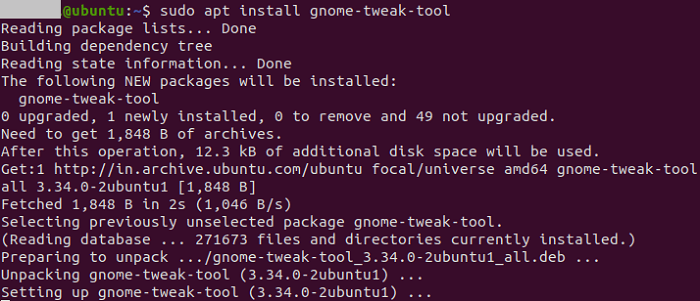 @ubuntu:~$ sudo apt install gnome-tweak-tool
Reading package lists... Done
Building dependency tree
Reading state information... Done
The following NEW packages will be installed:
  gnome-tweak-tool
0 upgraded, 1 newly installed, 0 to remove and 49 not upgraded.
Need to get 1,848 B of archives.
After this operation, 12.3 kB of additional disk space will be used.
Get:1 http://in.archive.ubuntu.com/ubuntu focal/universe amd64 gnome-tweak-tool
all 3.34.0-2ubuntu1 [1,848 B]
Fetched 1,848 B in 2s (1,046 B/s)
Selecting previously unselected package gnome-tweak-tool.
(Reading database ... 271673 files and directories currently installed.)
Preparing to unpack .../gnome-tweak-tool_3.34.0-2ubuntu1_all.deb ...
Unpacking gnome-tweak-tool (3.34.0-2ubuntu1) ...
Setting up gnome-tweak-tool (3.34.0-2ubuntu1) ...